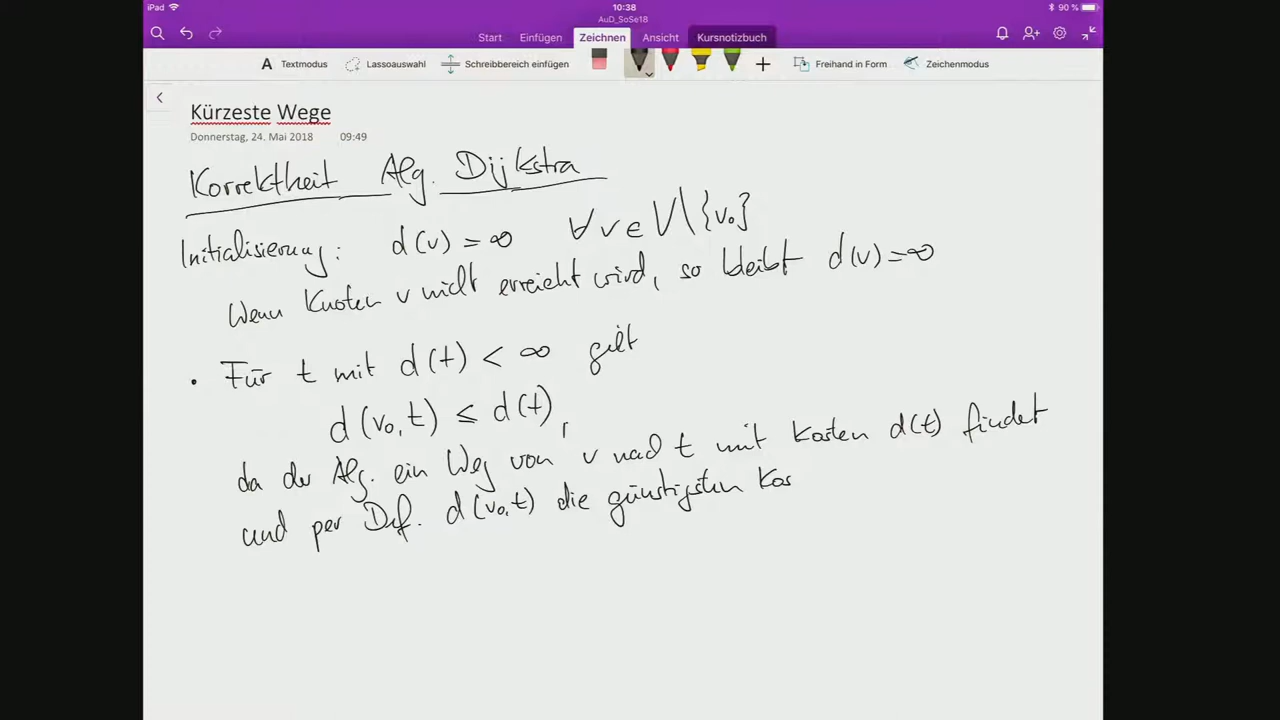 iPad 10:38 90 %
AuD_SoSe18
Start Einfügen Zeichnen Ansicht Kursnotizbuch
Textmodus Lassoauswahl Schreibbereich einfügen Freihand in Form Zeichenmodus
Kürzeste Wege
Donnerstag, 24. Mai 2018 09:49
Korrektheit Alg. Dijkstra
Initialisierung: d(v) = ∞ ∀v∈V\{v₀}
Wenn Knoten v nicht erreicht wird, so bleibt d(v)=∞
• Für t mit d(t) < ∞ gilt
d(v₀,t) ≤ d(t),
da der Alg. ein Weg von v nach t mit Kosten d(t) findet
und per Def. d(v₀,t) die günstigsten Kos